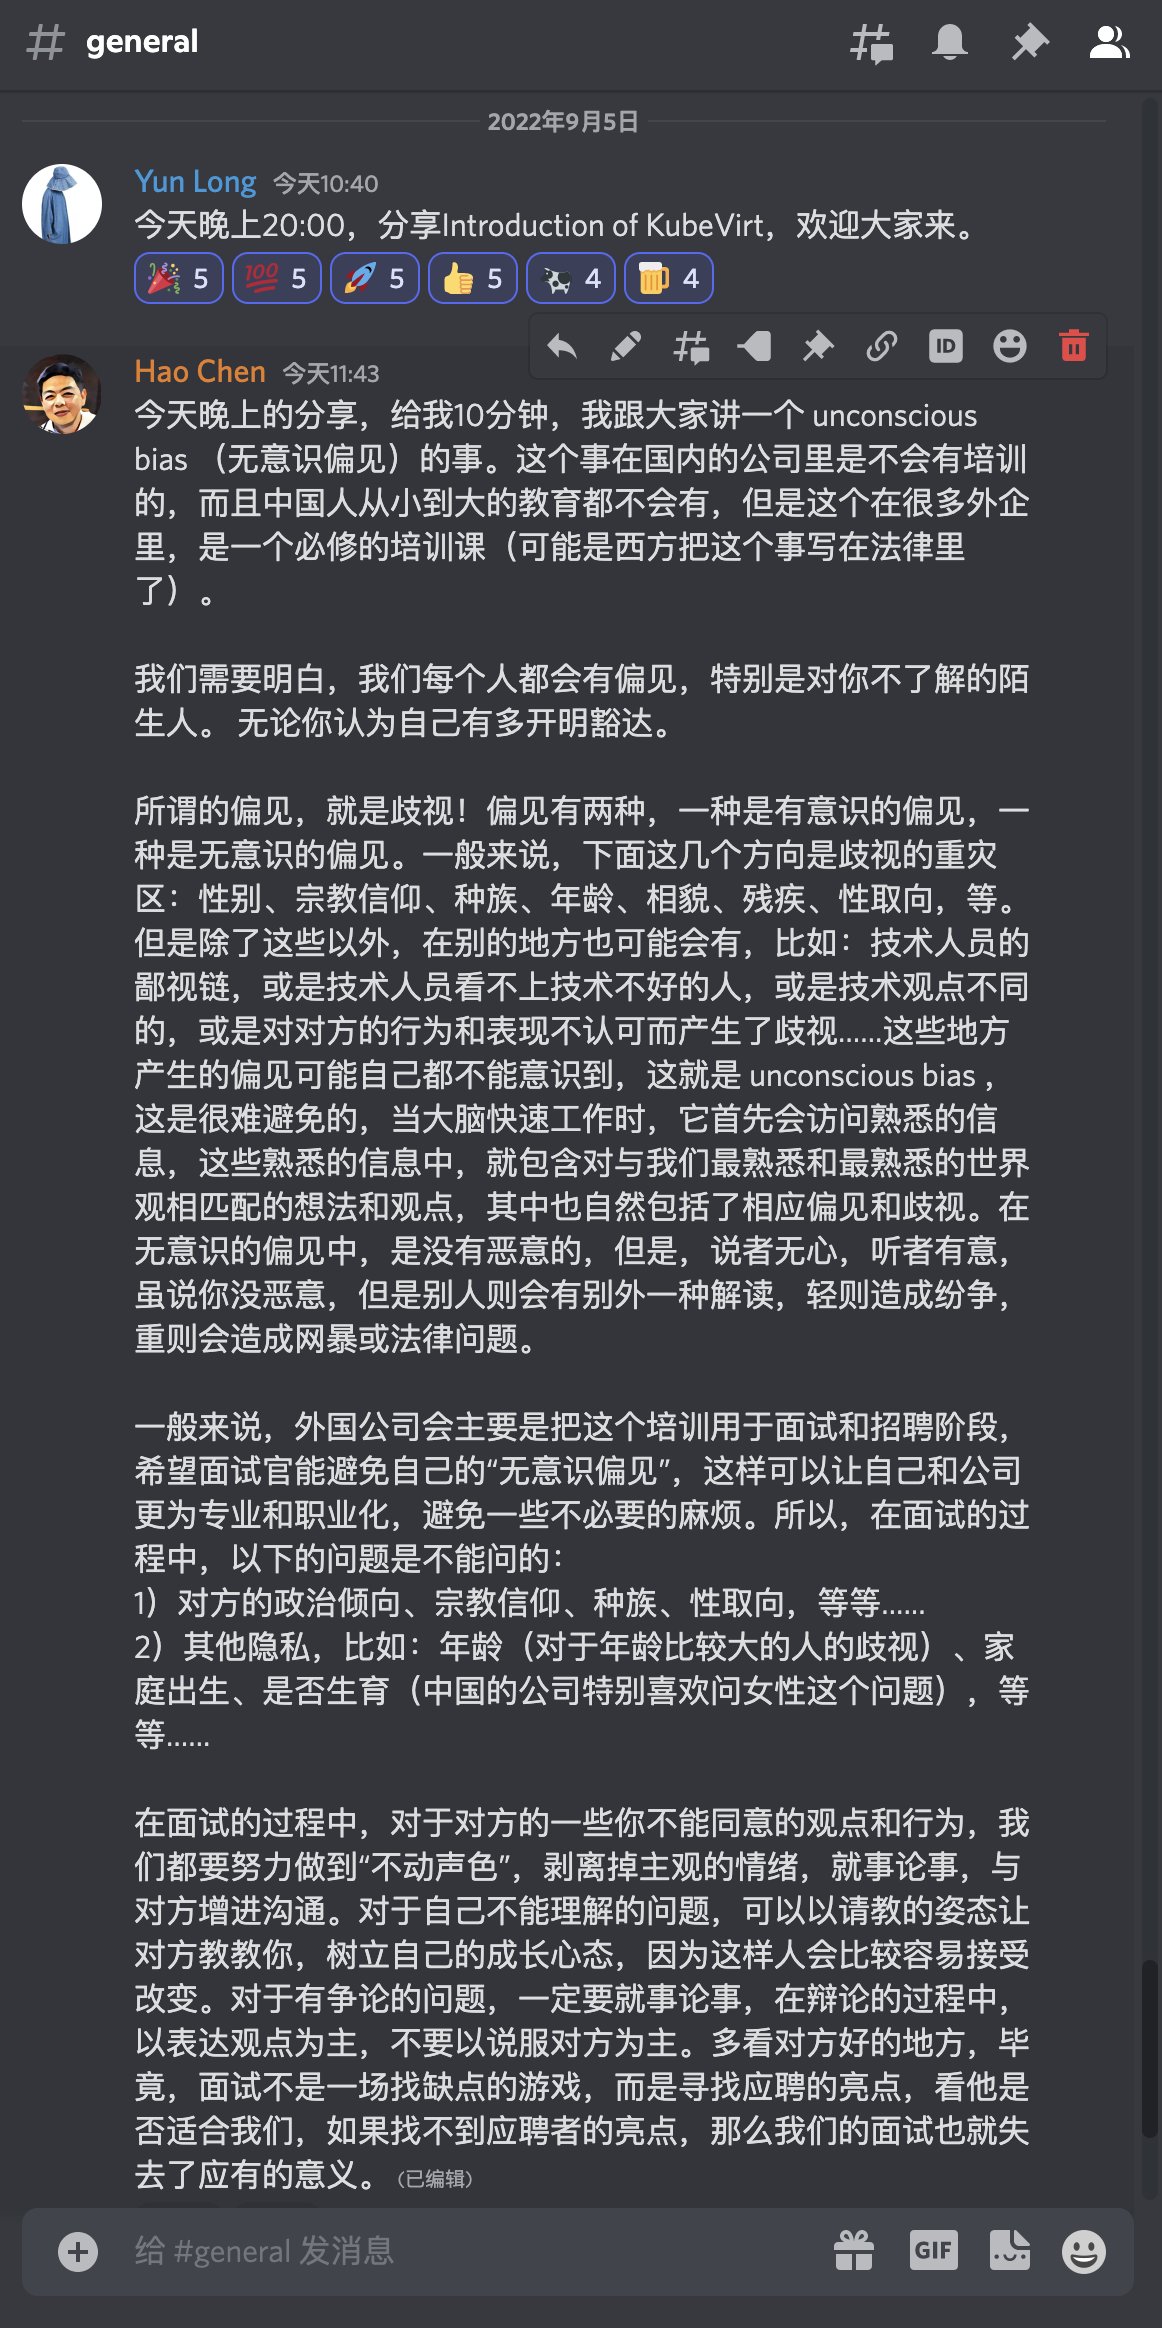 # general
2022年9月5日
Yun Long 今天10:40
今天晚上20:00，分享Introduction of KubeVirt，欢迎大家来。
5 5 5 5 4 4
ID
Hao Chen 今天11:43
今天晚上的分享，给我10分钟，我跟大家讲一个 unconscious
bias （无意识偏见）的事。这个事在国内的公司里是不会有培训
的，而且中国人从小到大的教育都不会有，但是这个在很多外企
里，是一个必修的培训课（可能是西方把这个事写在法律里
了）。
我们需要明白，我们每个人都会有偏见，特别是对你不了解的陌
生人。 无论你认为自己有多开明豁达。
所谓的偏见，就是歧视！偏见有两种，一种是有意识的偏见，一
种是无意识的偏见。一般来说，下面这几个方向是歧视的重灾
区：性别、宗教信仰、种族、年龄、相貌、残疾、性取向，等。
但是除了这些以外，在别的地方也可能会有，比如：技术人员的
鄙视链，或是技术人员看不上技术不好的人，或是技术观点不同
的，或是对对方的行为和表现不认可而产生了歧视……这些地方
产生的偏见可能自己都不能意识到，这就是 unconscious bias ，
这是很难避免的，当大脑快速工作时，它首先会访问熟悉的信
息，这些熟悉的信息中，就包含对与我们最熟悉和最熟悉的世界
观相匹配的想法和观点，其中也自然包括了相应偏见和歧视。在
无意识的偏见中，是没有恶意的，但是，说者无心，听者有意，
虽说你没恶意，但是别人则会有别外一种解读，轻则造成纷争，
重则会造成网暴或法律问题。
一般来说，外国公司会主要是把这个培训用于面试和招聘阶段，
希望面试官能避免自己的“无意识偏见”，这样可以让自己和公司
更为专业和职业化，避免一些不必要的麻烦。所以，在面试的过
程中，以下的问题是不能问的：
1）对方的政治倾向、宗教信仰、种族、性取向，等等……
2）其他隐私，比如：年龄（对于年龄比较大的人的歧视）、家
庭出生、是否生育（中国的公司特别喜欢问女性这个问题），等
等……
在面试的过程中，对于对方的一些你不能同意的观点和行为，我
们都要努力做到“不动声色”，剥离掉主观的情绪，就事论事，与
对方增进沟通。对于自己不能理解的问题，可以以请教的姿态让
对方教教你，树立自己的成长心态，因为这样人会比较容易接受
改变。对于有争论的问题，一定要就事论事，在辩论的过程中，
以表达观点为主，不要以说服对方为主。多看对方好的地方，毕
竟，面试不是一场找缺点的游戏，而是寻找应聘的亮点，看他是
否适合我们，如果找不到应聘者的亮点，那么我们的面试也就失
去了应有的意义。（已编辑）
给 #general 发消息
GIF